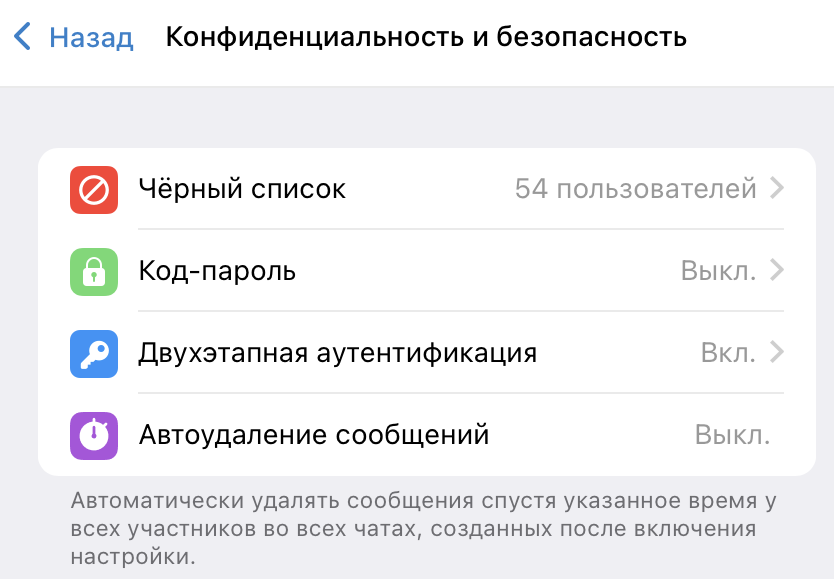 Назад Конфиденциальность и безопасность
Чёрный список 54 пользователей
Код-пароль Выкл.
Двухэтапная аутентификация Вкл.
Автоудаление сообщений Выкл.
Автоматически удалять сообщения спустя указанное время у
всех участников во всех чатах, созданных после включения
настройки.